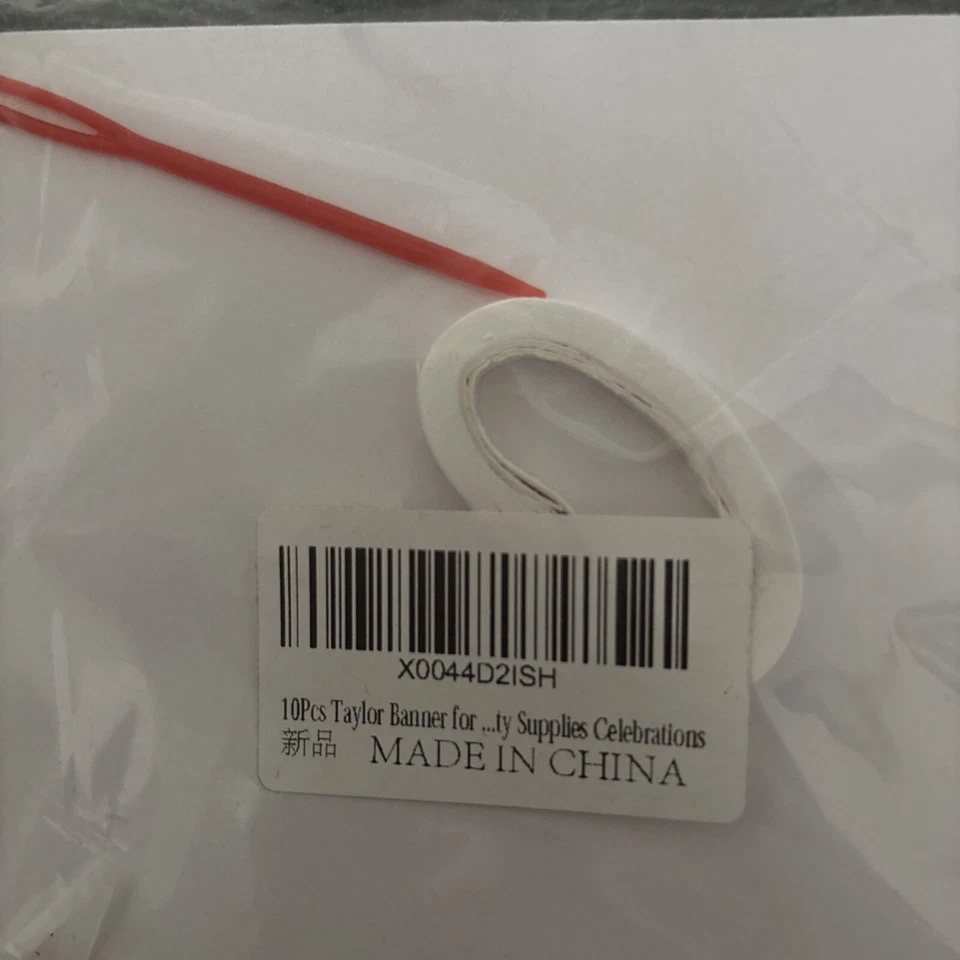 X0044D2ISH
10Pcs Taylor Banner for ...ty Supplies Celebrations
新品 MADE IN CHINA